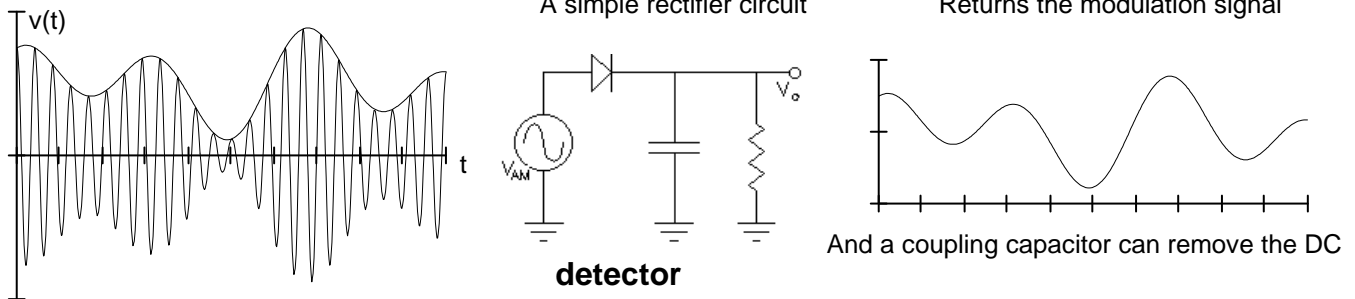 A simple rectifier circuit
Returns the modulation signal
v(t)
t
V_AM
V_o
And a coupling capacitor can remove the DC
detector